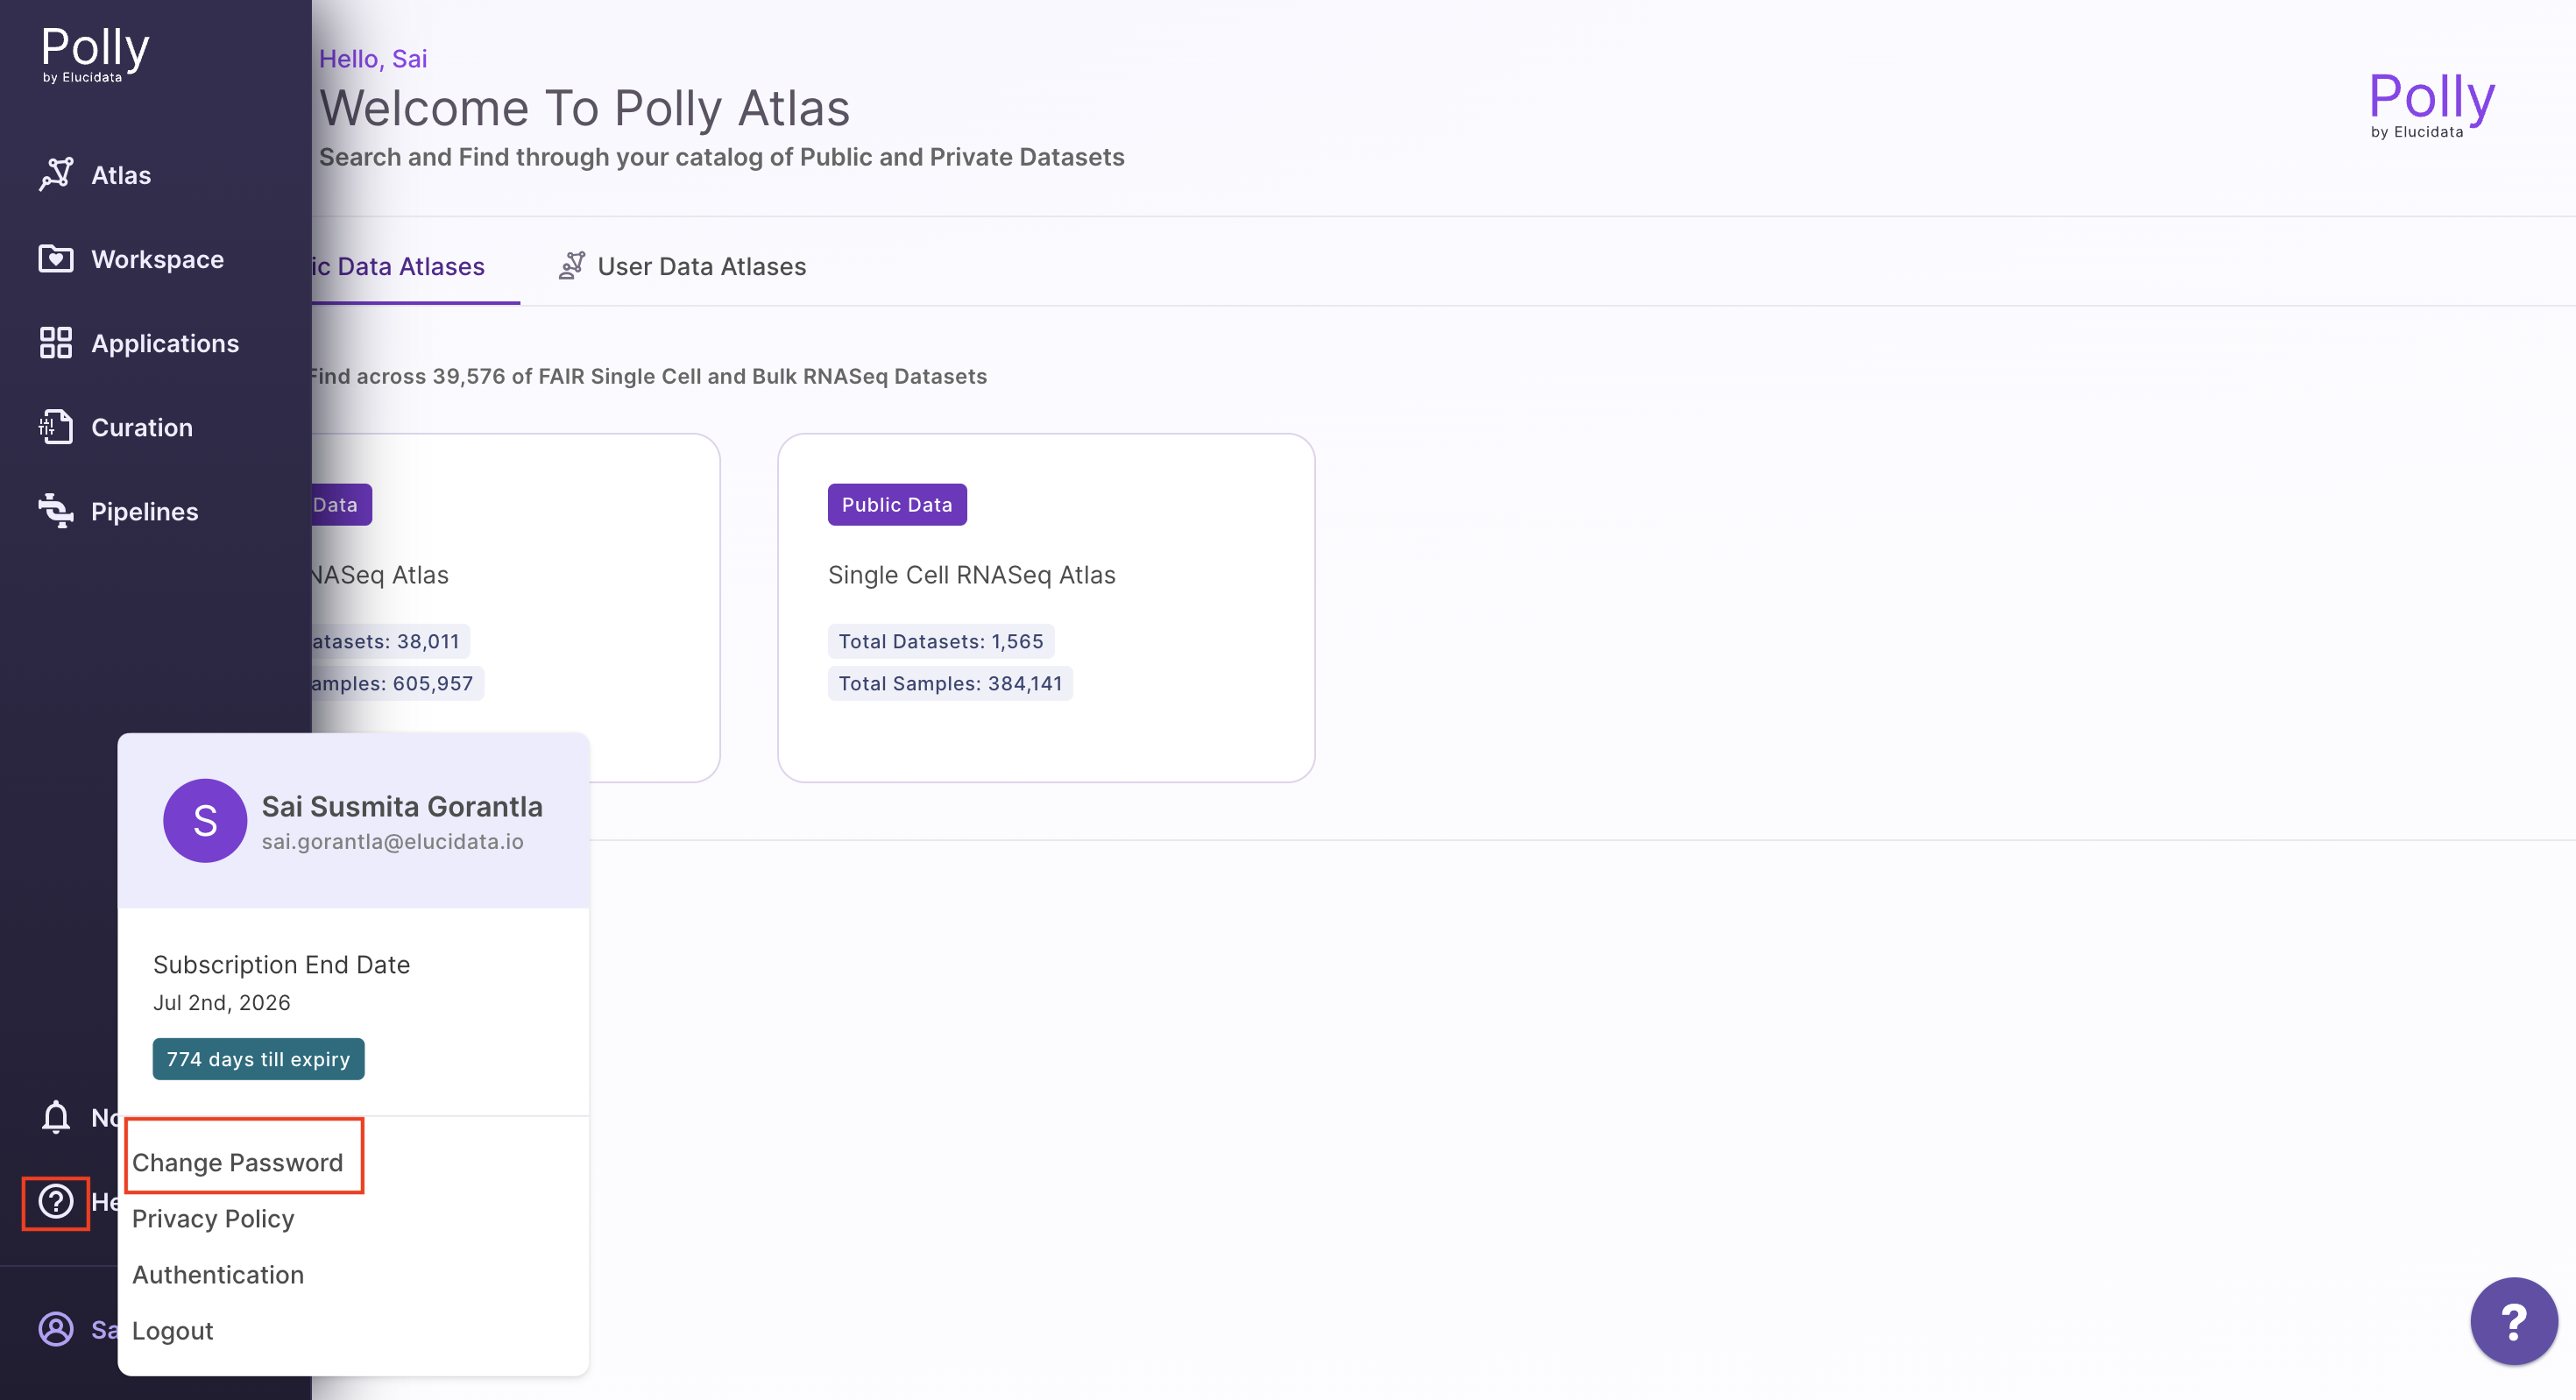 Polly
by Elucidata
Atlas
Workspace
Applications
Curation
Pipelines
Hello, Sai
Welcome To Polly Atlas
Search and Find through your catalog of Public and Private Datasets
Polly
by Elucidata
ic Data Atlases
User Data Atlases
Find across 39,576 of FAIR Single Cell and Bulk RNASeq Datasets
Data
NASeq Atlas
atasets: 38,011
amples: 605,957
Public Data
Single Cell RNASeq Atlas
Total Datasets: 1,565
Total Samples: 384,141
S
Sai Susmita Gorantla
sai.gorantla@elucidata.io
Subscription End Date
Jul 2nd, 2026
774 days till expiry
No
Change Password
? He
Privacy Policy
Authentication
Sa
Logout
?